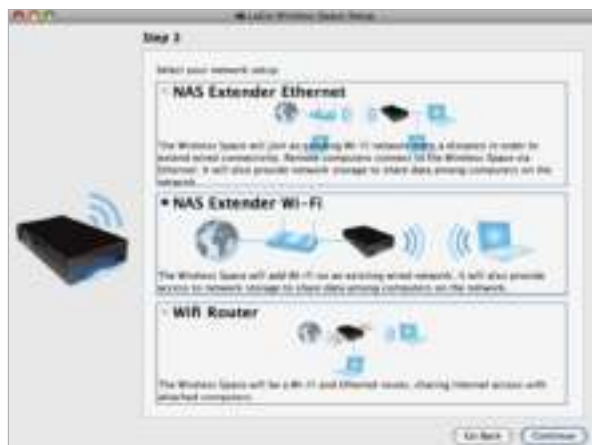 LaCie Wireless Space Setup
Step 3
Select your network setup:
NAS Extender Ethernet
The Wireless Space will join an existing Wi-Fi network from a distance in order to
extend wired connectivity. Remote computers connect to the Wireless Space via
Ethernet. It will also provide network storage to share data among computers on the
network.
NAS Extender Wi-Fi
The Wireless Space will add Wi-Fi on an existing wired network. It will also provide
access to network storage to share data among computers on the network.
Wifi Router
The Wireless Space will be a Wi-Fi and Ethernet router, sharing Internet access with
attached computers.
Go Back
Continue